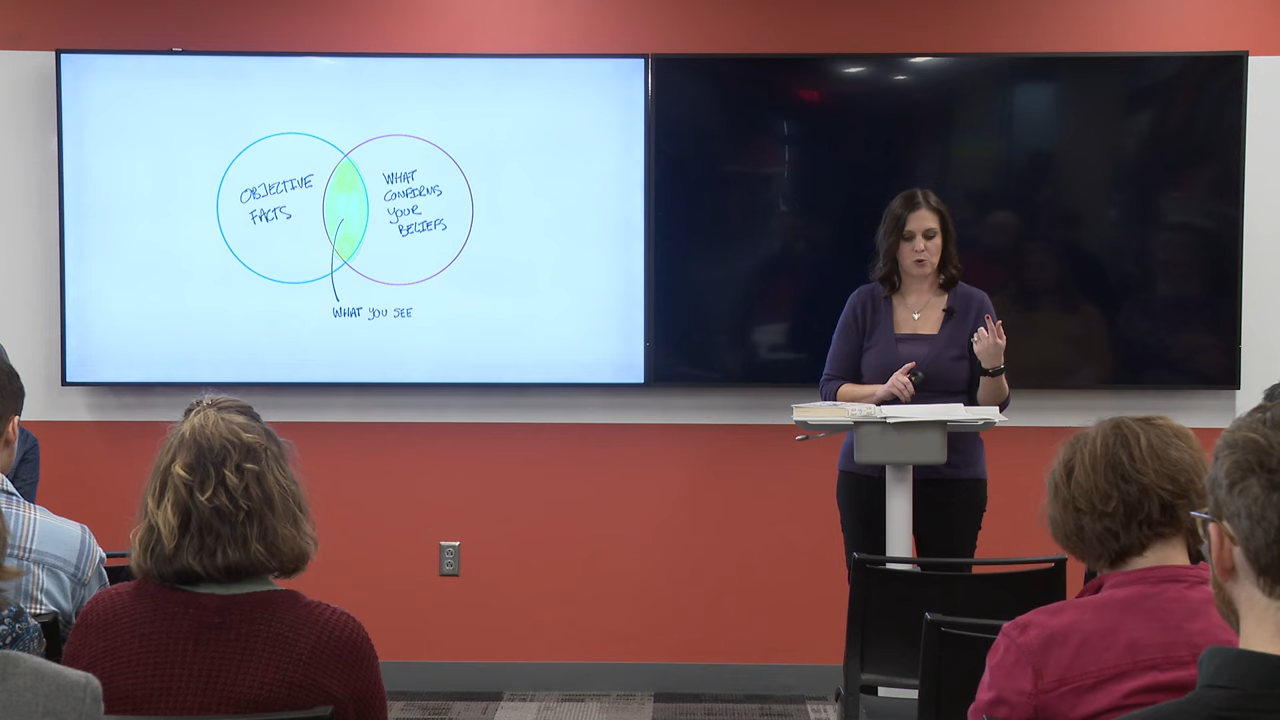 OBJECTIVE
FACTS
WHAT
CONFIRMS
YOUR
BELIEFS
WHAT YOU SEE